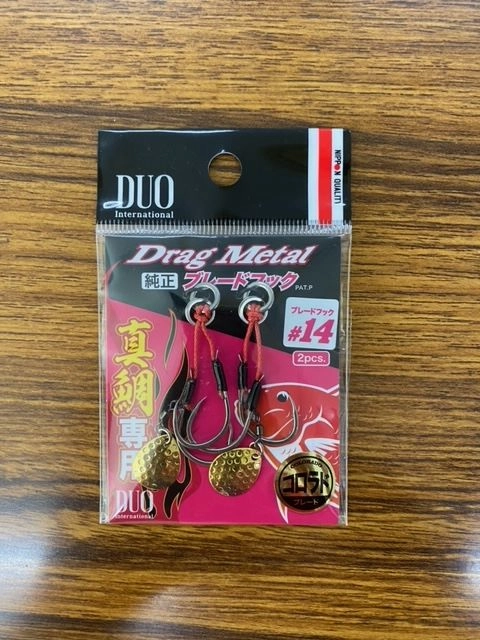 DUO
International
NIPPON QUALITY
Drag Metal
純正 ブレードフック
PAT.P
ブレードフック
#14
2pcs.
真鯛専用
COLORADO
コロラド
ブレード
DUO
International